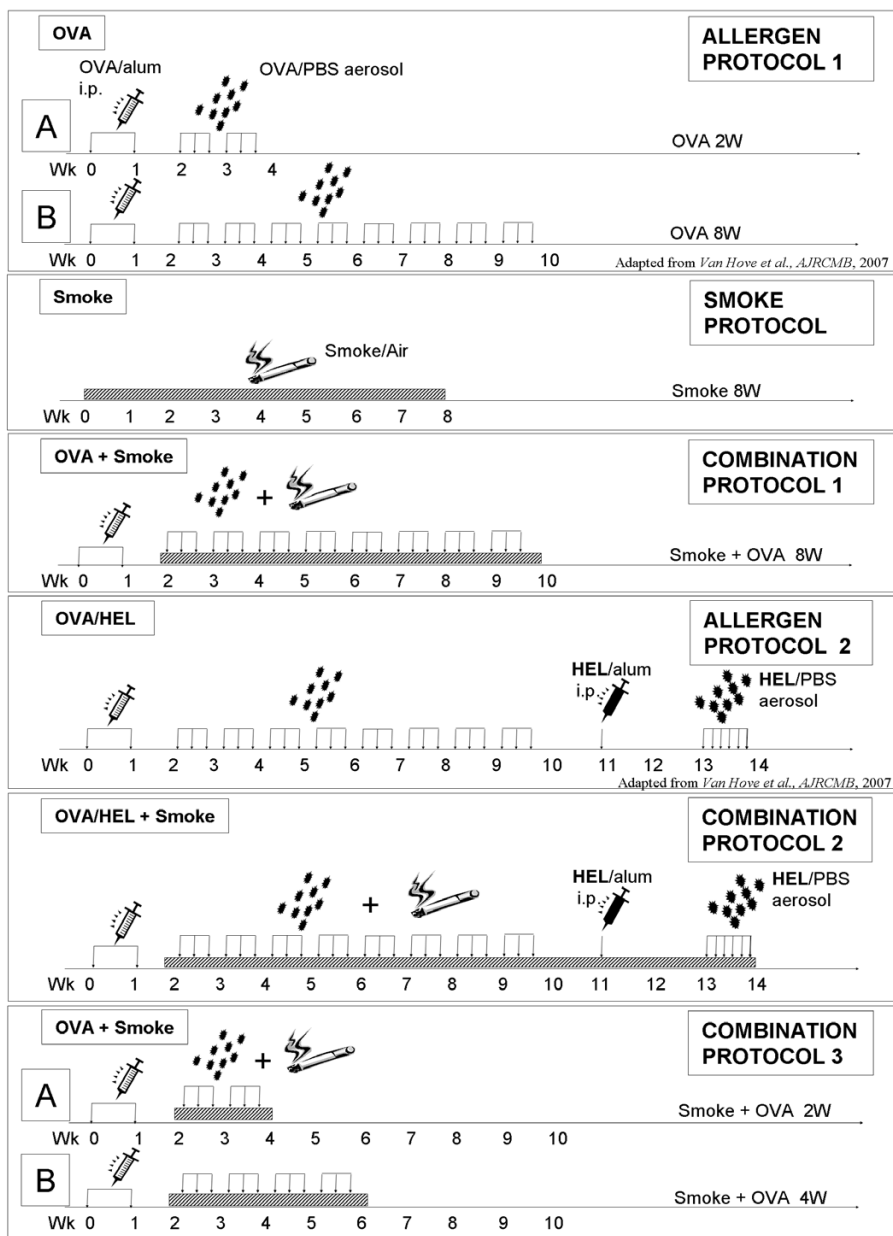 OVA
ALLERGEN
PROTOCOL 1
OVA/alum
i.p.
OVA/PBS aerosol
A
OVA 2W
Wk 0 1 2 3 4
B
OVA 8W
Wk 0 1 2 3 4 5 6 7 8 9 10
Adapted from Van Hove et al., AJRCMB, 2007
Smoke
SMOKE
PROTOCOL
Smoke/Air
Smoke 8W
Wk 0 1 2 3 4 5 6 7 8
OVA + Smoke
COMBINATION
PROTOCOL 1
+
Smoke + OVA 8W
Wk 0 1 2 3 4 5 6 7 8 9 10
OVA/HEL
ALLERGEN
PROTOCOL 2
HEL/alum
i.p.
HEL/PBS
aerosol
Wk 0 1 2 3 4 5 6 7 8 9 10 11 12 13 14
Adapted from Van Hove et al., AJRCMB, 2007
OVA/HEL + Smoke
COMBINATION
PROTOCOL 2
HEL/alum
i.p.
HEL/PBS
aerosol
+
Wk 0 1 2 3 4 5 6 7 8 9 10 11 12 13 14
OVA + Smoke
COMBINATION
PROTOCOL 3
+
A
Smoke + OVA 2W
Wk 0 1 2 3 4 5 6 7 8 9 10
B
Smoke + OVA 4W
Wk 0 1 2 3 4 5 6 7 8 9 10